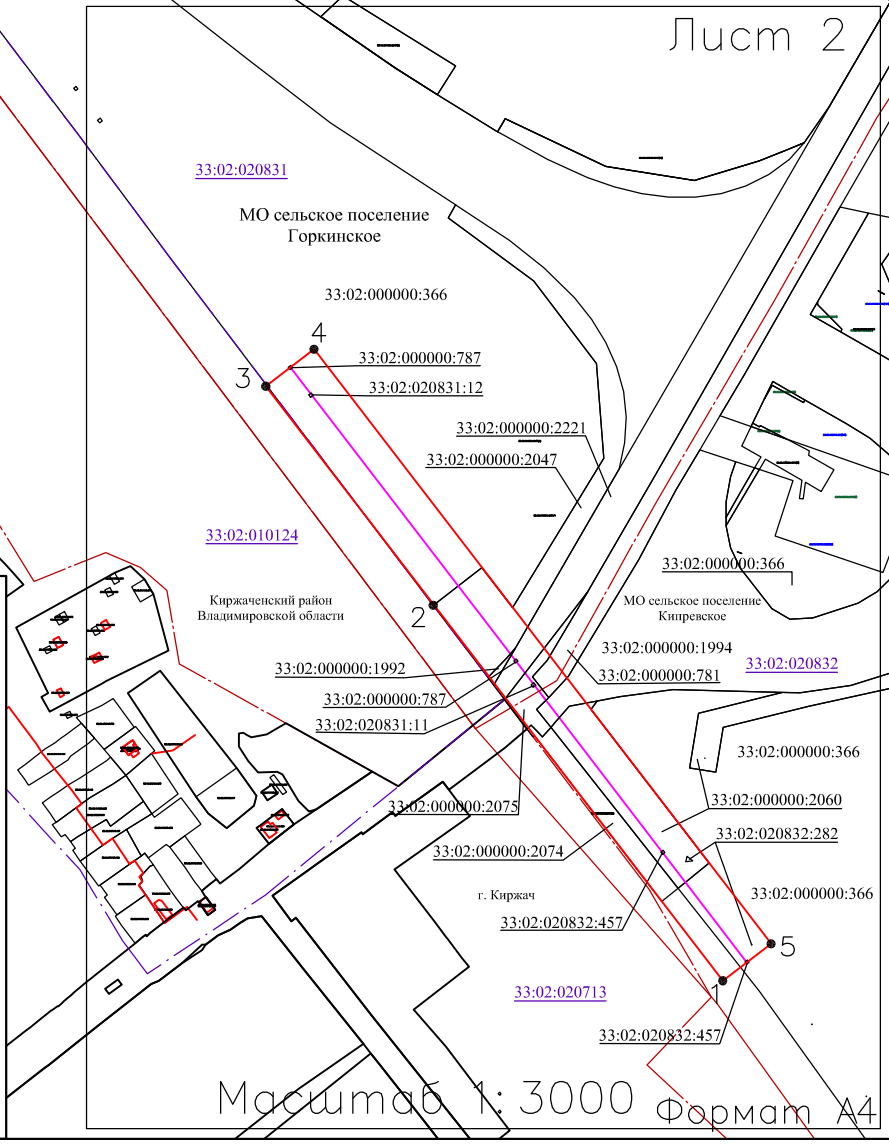 Лист 2
33:02:020831
МО сельское поселение
Горкинское
33:02:000000:366
4
33:02:000000:787
3
33:02:020831:12
33:02:000000:2221
33:02:000000:2047
33:02:010124
33:02:000000:366
Киржаченский район
Владимировской области
МО сельское поселение
Кипревское
2
33:02:000000:1994
33:02:020832
33:02:000000:1992
33:02:000000:781
33:02:000000:787
33:02:020831:11
33:02:000000:366
33:02:000000:2075
33:02:000000:2060
33:02:020832:282
33:02:000000:2074
г. Киржач
33:02:000000:366
33:02:020832:457
5
1
33:02:020713
33:02:020832:457
Масштаб 1: 3000
Формат А4